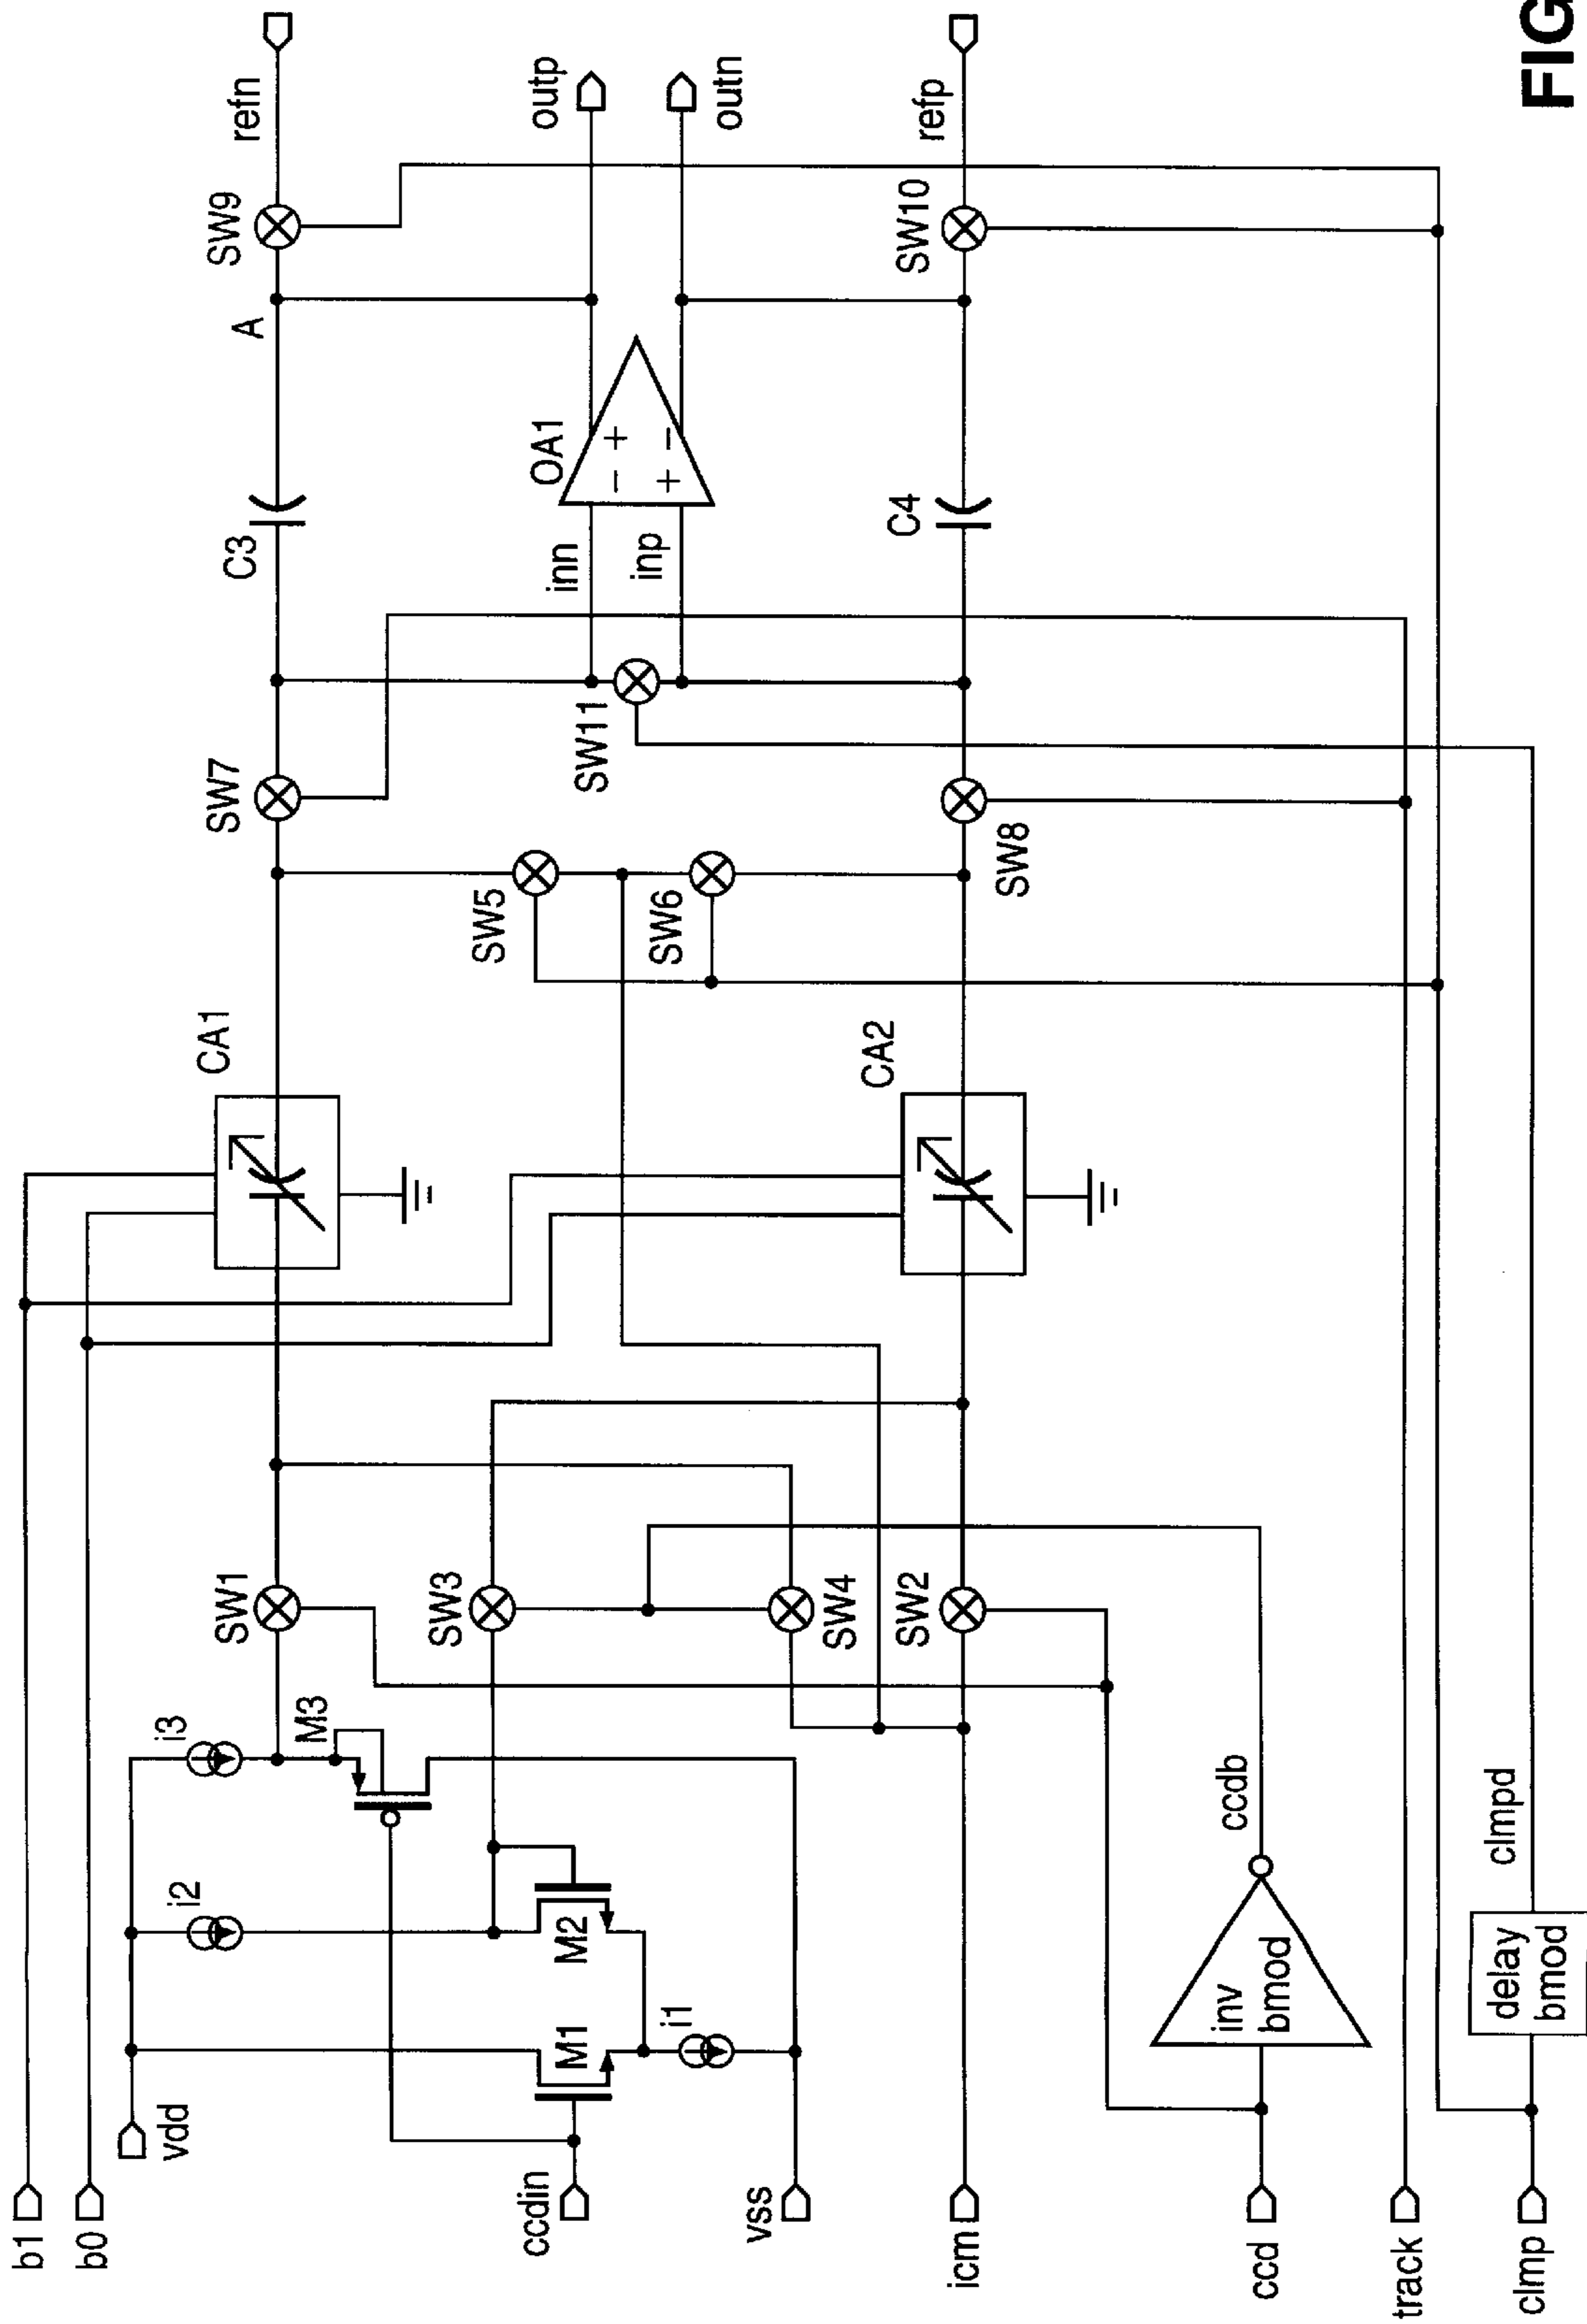 b1
b0
vdd
ccdin
vss
icm
ccd
track
clmp
i3
i2
i1
M3
M2
M1
SW1
SW3
SW4
SW2
inv
bmod
ccdb
delay
bmod
clmpd
CA1
CA2
SW5
SW6
SW7
SW8
SW11
C3
C4
inn
inp
OA1
− +
+ −
A
SW9
SW10
refn
outp
outn
refp
FIG